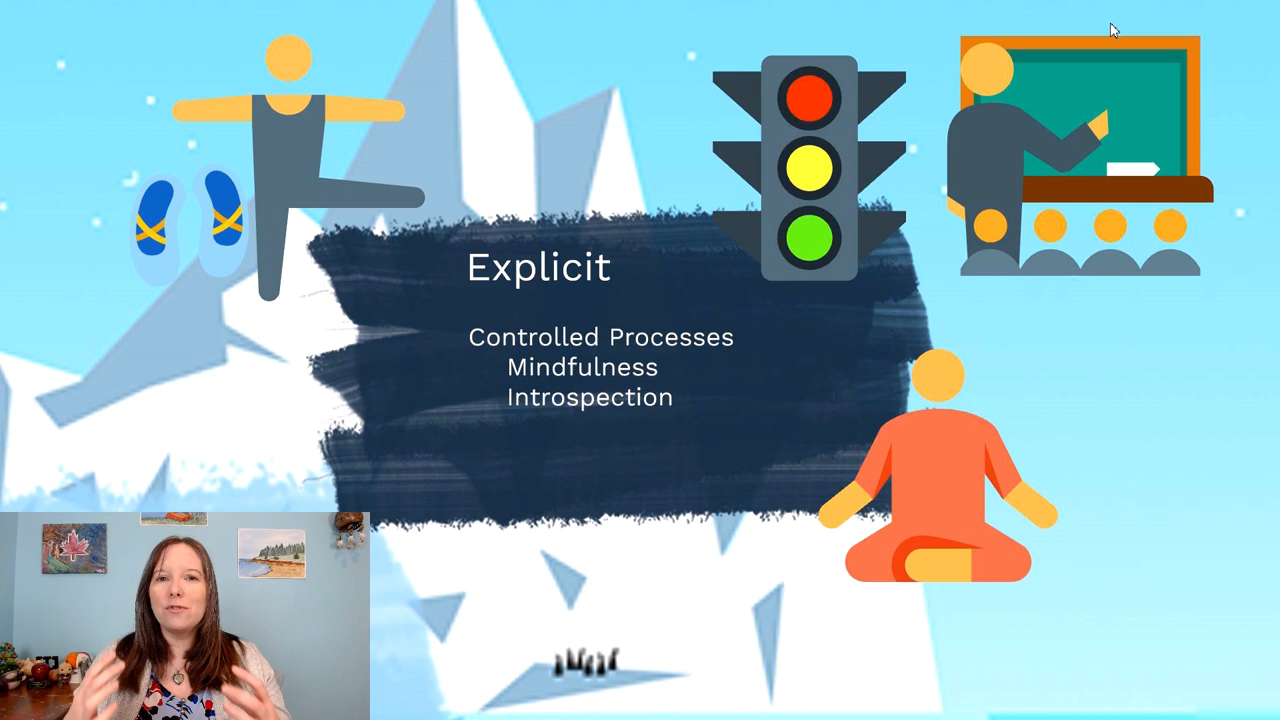 Explicit
Controlled Processes
Mindfulness
Introspection